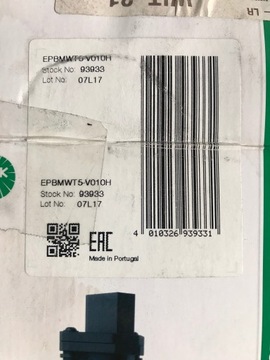 EPBMWT5-V010H
Stock No: 93933
Lot No: 07L17
EPBMWT5-V010H
Stock No: 93933
Lot No: 07L17
EAC
Made in Portugal
4 010326 939331
LR